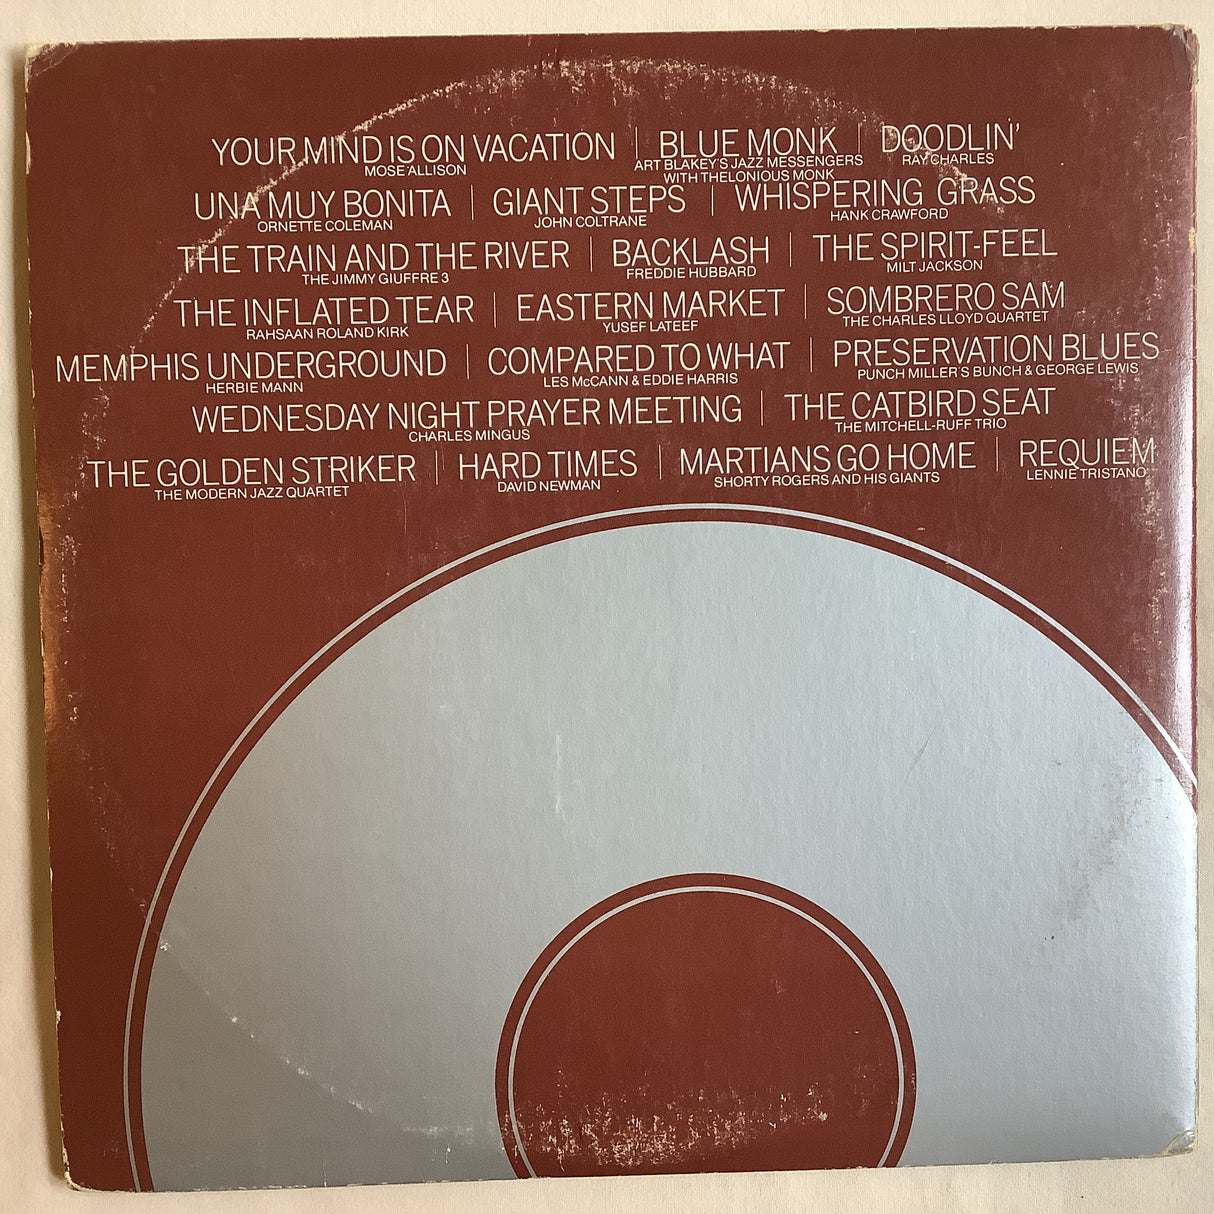 YOUR MIND IS ON VACATION | BLUE MONK | DOODLIN'
MOSE ALLISON ART BLAKEY'S JAZZ MESSENGERS RAY CHARLES
WITH THELONIOUS MONK
UNA MUY BONITA | GIANT STEPS | WHISPERING GRASS
ORNETTE COLEMAN JOHN COLTRANE HANK CRAWFORD
THE TRAIN AND THE RIVER | BACKLASH | THE SPIRIT-FEEL
THE JIMMY GIUFFRE 3 FREDDIE HUBBARD MILT JACKSON
THE INFLATED TEAR | EASTERN MARKET | SOMBRERO SAM
RAHSAAN ROLAND KIRK YUSEF LATEEF THE CHARLES LLOYD QUARTET
MEMPHIS UNDERGROUND | COMPARED TO WHAT | PRESERVATION BLUES
HERBIE MANN LES McCANN & EDDIE HARRIS PUNCH MILLER'S BUNCH & GEORGE LEWIS
WEDNESDAY NIGHT PRAYER MEETING | THE CATBIRD SEAT
CHARLES MINGUS THE MITCHELL-RUFF TRIO
THE GOLDEN STRIKER | HARD TIMES | MARTIANS GO HOME | REQUIEM
THE MODERN JAZZ QUARTET DAVID NEWMAN SHORTY ROGERS AND HIS GIANTS LENNIE TRISTANO